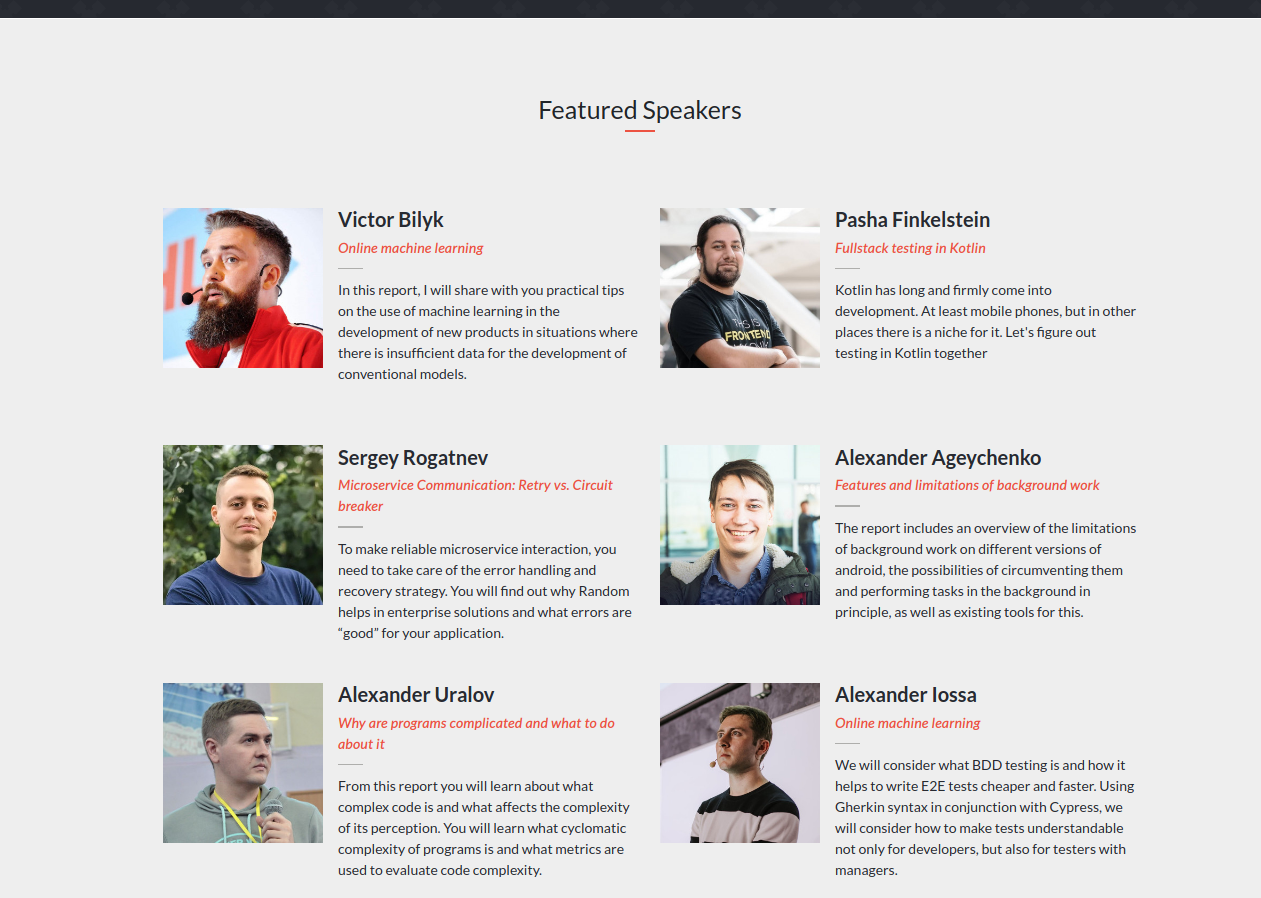 Featured Speakers
Victor Bilyk
Online machine learning
In this report, I will share with you practical tips
on the use of machine learning in the
development of new products in situations where
there is insufficient data for the development of
conventional models.
Pasha Finkelstein
Fullstack testing in Kotlin
Kotlin has long and firmly come into
development. At least mobile phones, but in other
places there is a niche for it. Let's figure out
testing in Kotlin together
THIS IS
FRONTEND
Sergey Rogatnev
Microservice Communication: Retry vs. Circuit
breaker
To make reliable microservice interaction, you
need to take care of the error handling and
recovery strategy. You will find out why Random
helps in enterprise solutions and what errors are
“good” for your application.
Alexander Ageychenko
Features and limitations of background work
The report includes an overview of the limitations
of background work on different versions of
android, the possibilities of circumventing them
and performing tasks in the background in
principle, as well as existing tools for this.
Alexander Uralov
Why are programs complicated and what to do
about it
From this report you will learn about what
complex code is and what affects the complexity
of its perception. You will learn what cyclomatic
complexity of programs is and what metrics are
used to evaluate code complexity.
Alexander Iossa
Online machine learning
We will consider what BDD testing is and how it
helps to write E2E tests cheaper and faster. Using
Gherkin syntax in conjunction with Cypress, we
will consider how to make tests understandable
not only for developers, but also for testers with
managers.